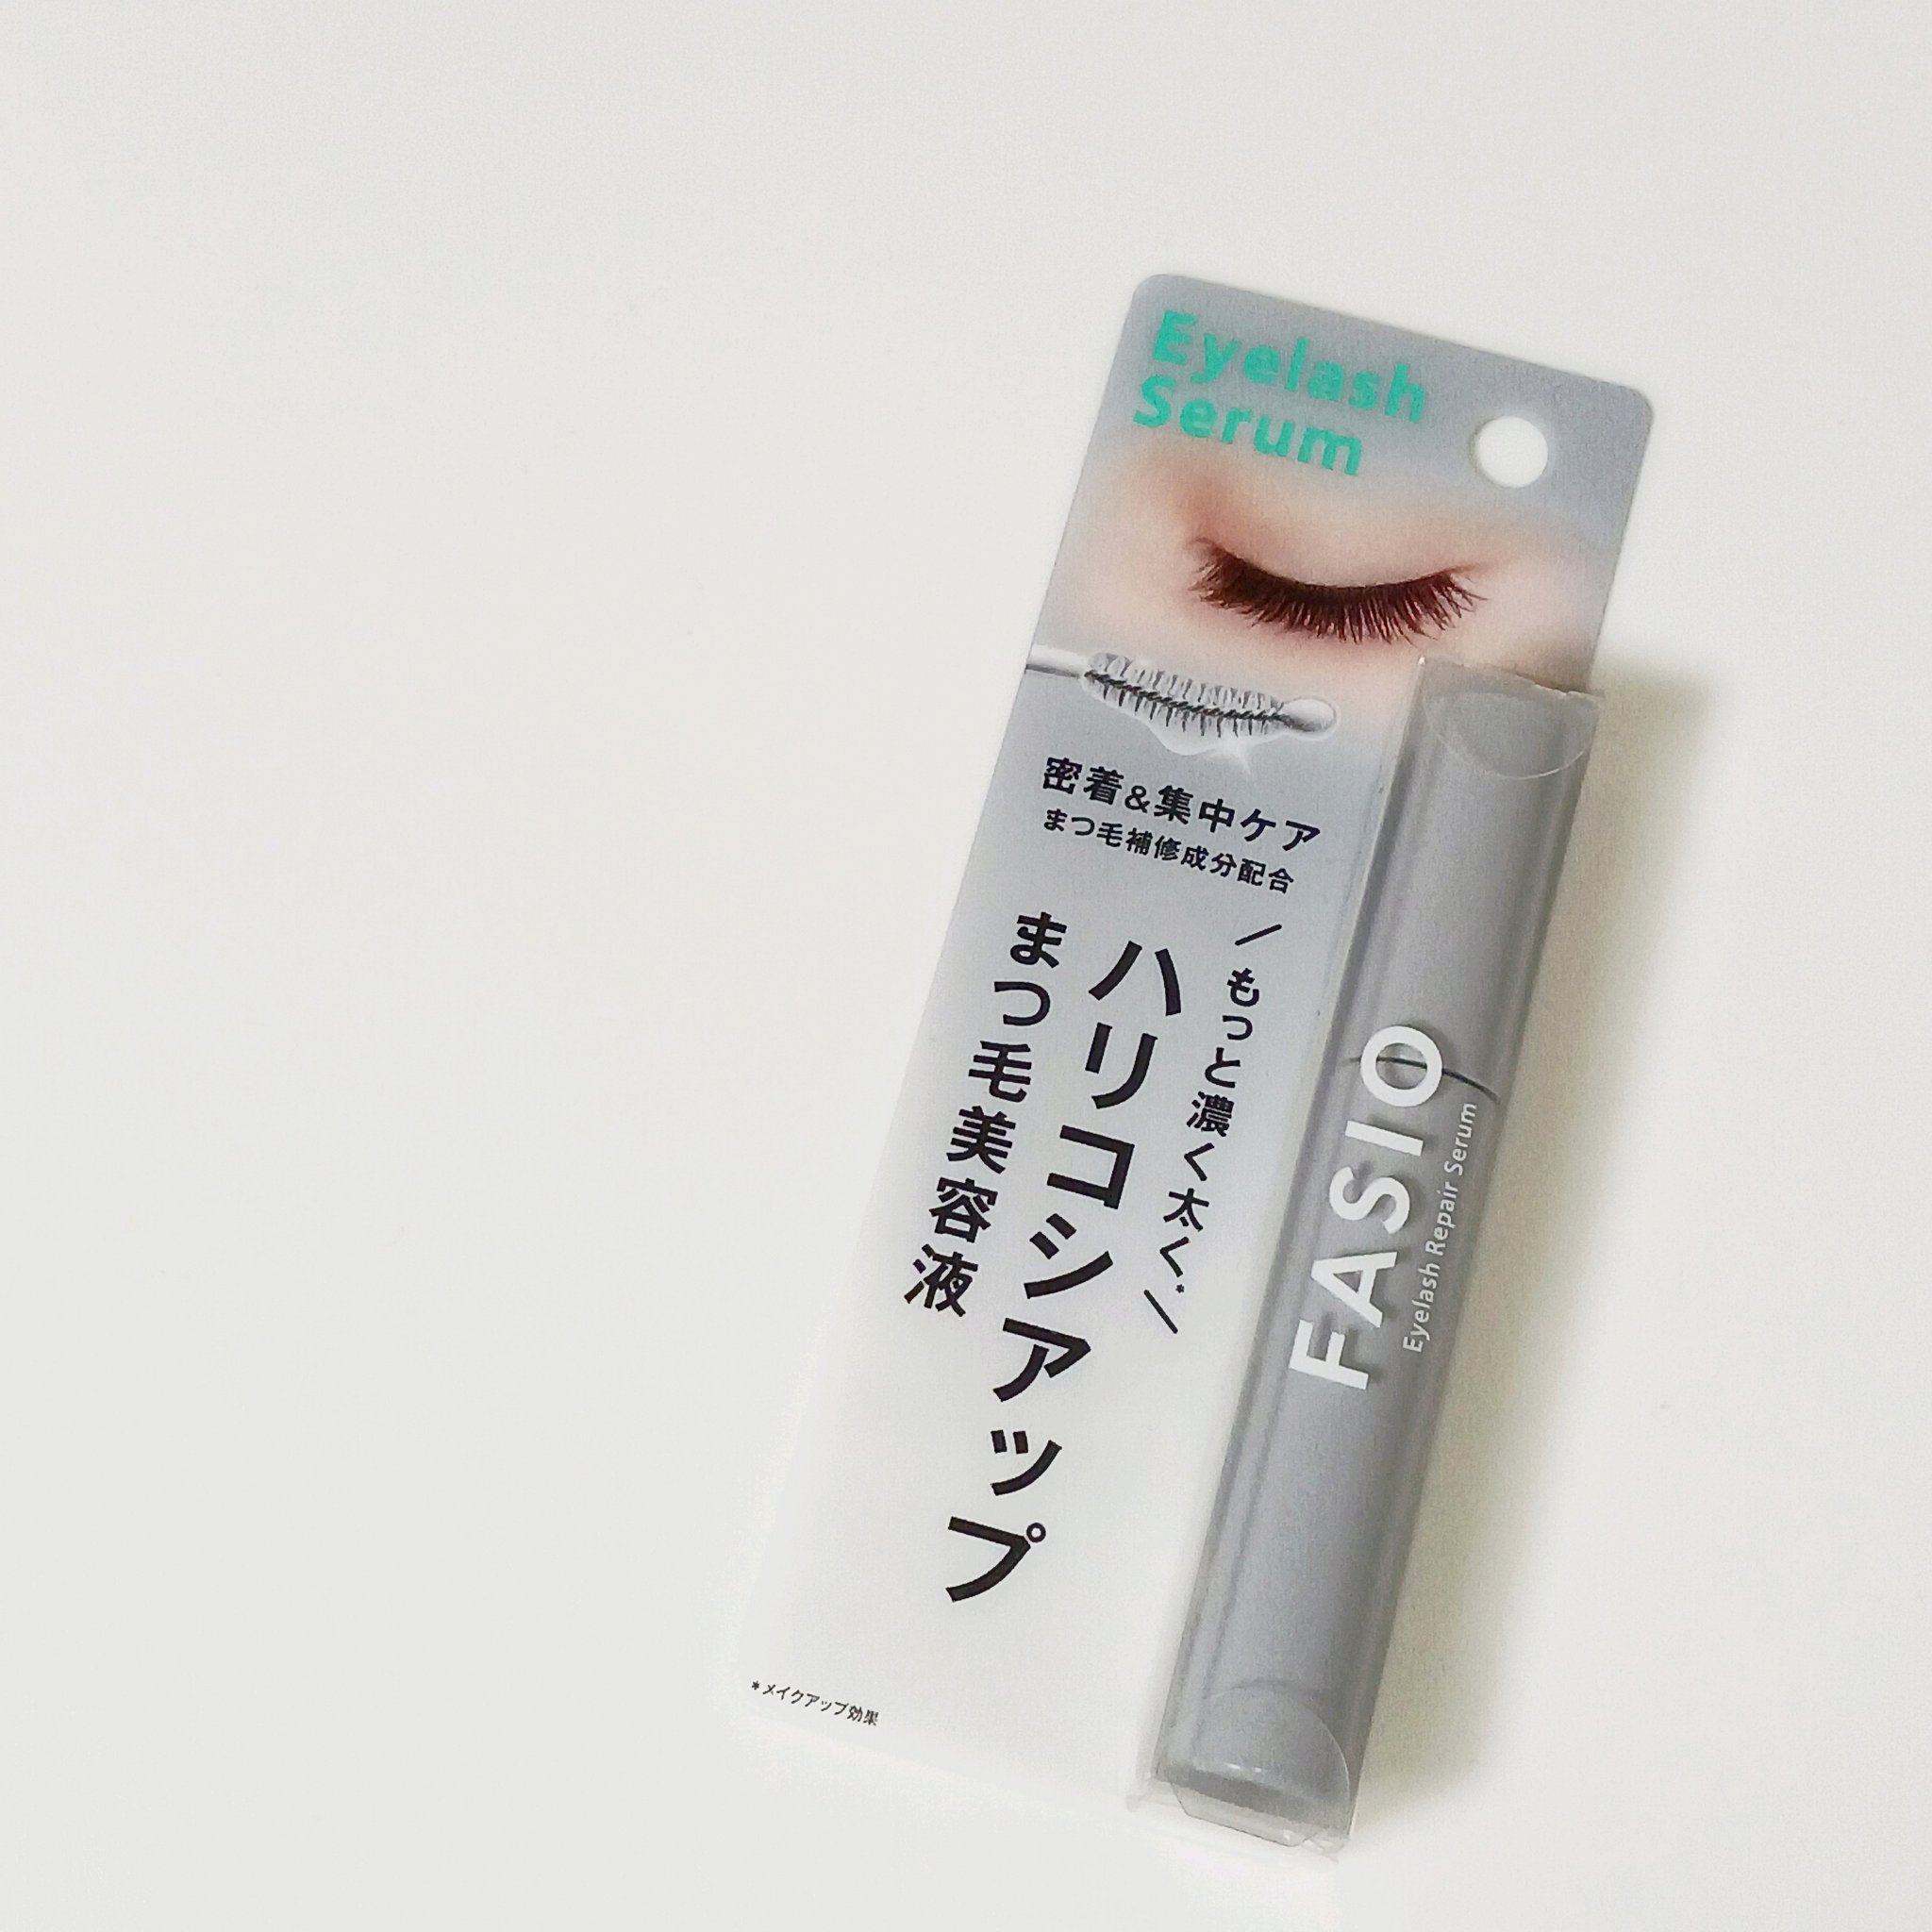 Eyelash
Serum
密着&集中ケア
まつ毛補修成分配合
／もっと濃く太く*＼
ハリコシアップ
まつ毛美容液
FASIO
Eyelash Repair Serum
*メイクアップ効果